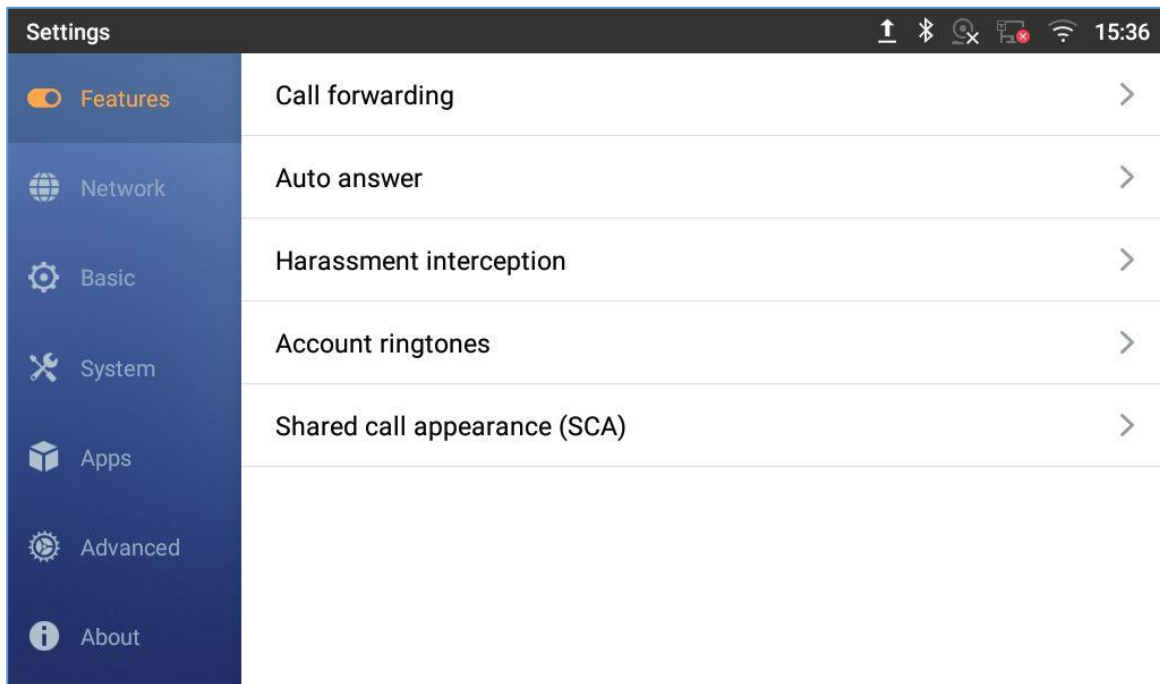 Settings
15:36
Features
Network
Basic
System
Apps
Advanced
About
Call forwarding
Auto answer
Harassment interception
Account ringtones
Shared call appearance (SCA)